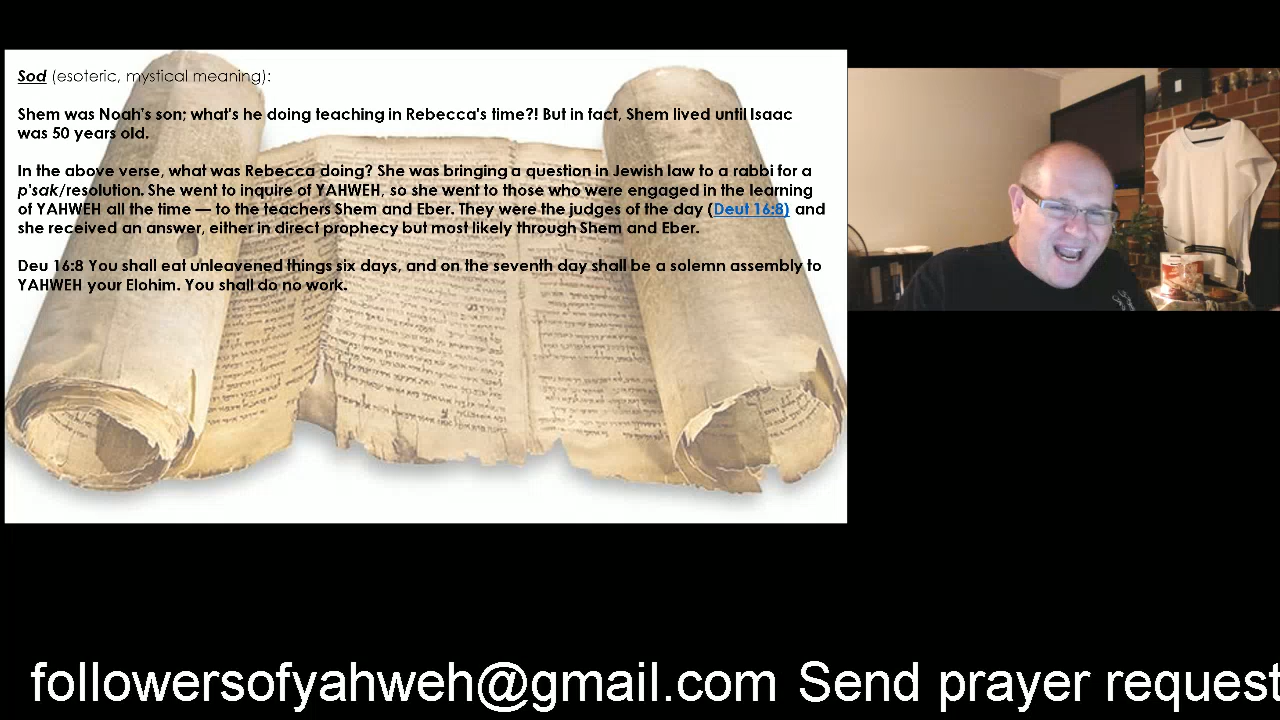 Sod (esoteric, mystical meaning):
Shem was Noah's son; what's he doing teaching in Rebecca's time?! But in fact, Shem lived until Isaac
was 50 years old.
In the above verse, what was Rebecca doing? She was bringing a question in Jewish law to a rabbi for a
p'sak/resolution. She went to inquire of YAHWEH, so she went to those who were engaged in the learning
of YAHWEH all the time — to the teachers Shem and Eber. They were the judges of the day (Deut 16:8) and
she received an answer, either in direct prophecy but most likely through Shem and Eber.
Deu 16:8 You shall eat unleavened things six days, and on the seventh day shall be a solemn assembly to
YAHWEH your Elohim. You shall do no work.
followersofyahweh@gmail.com Send prayer request